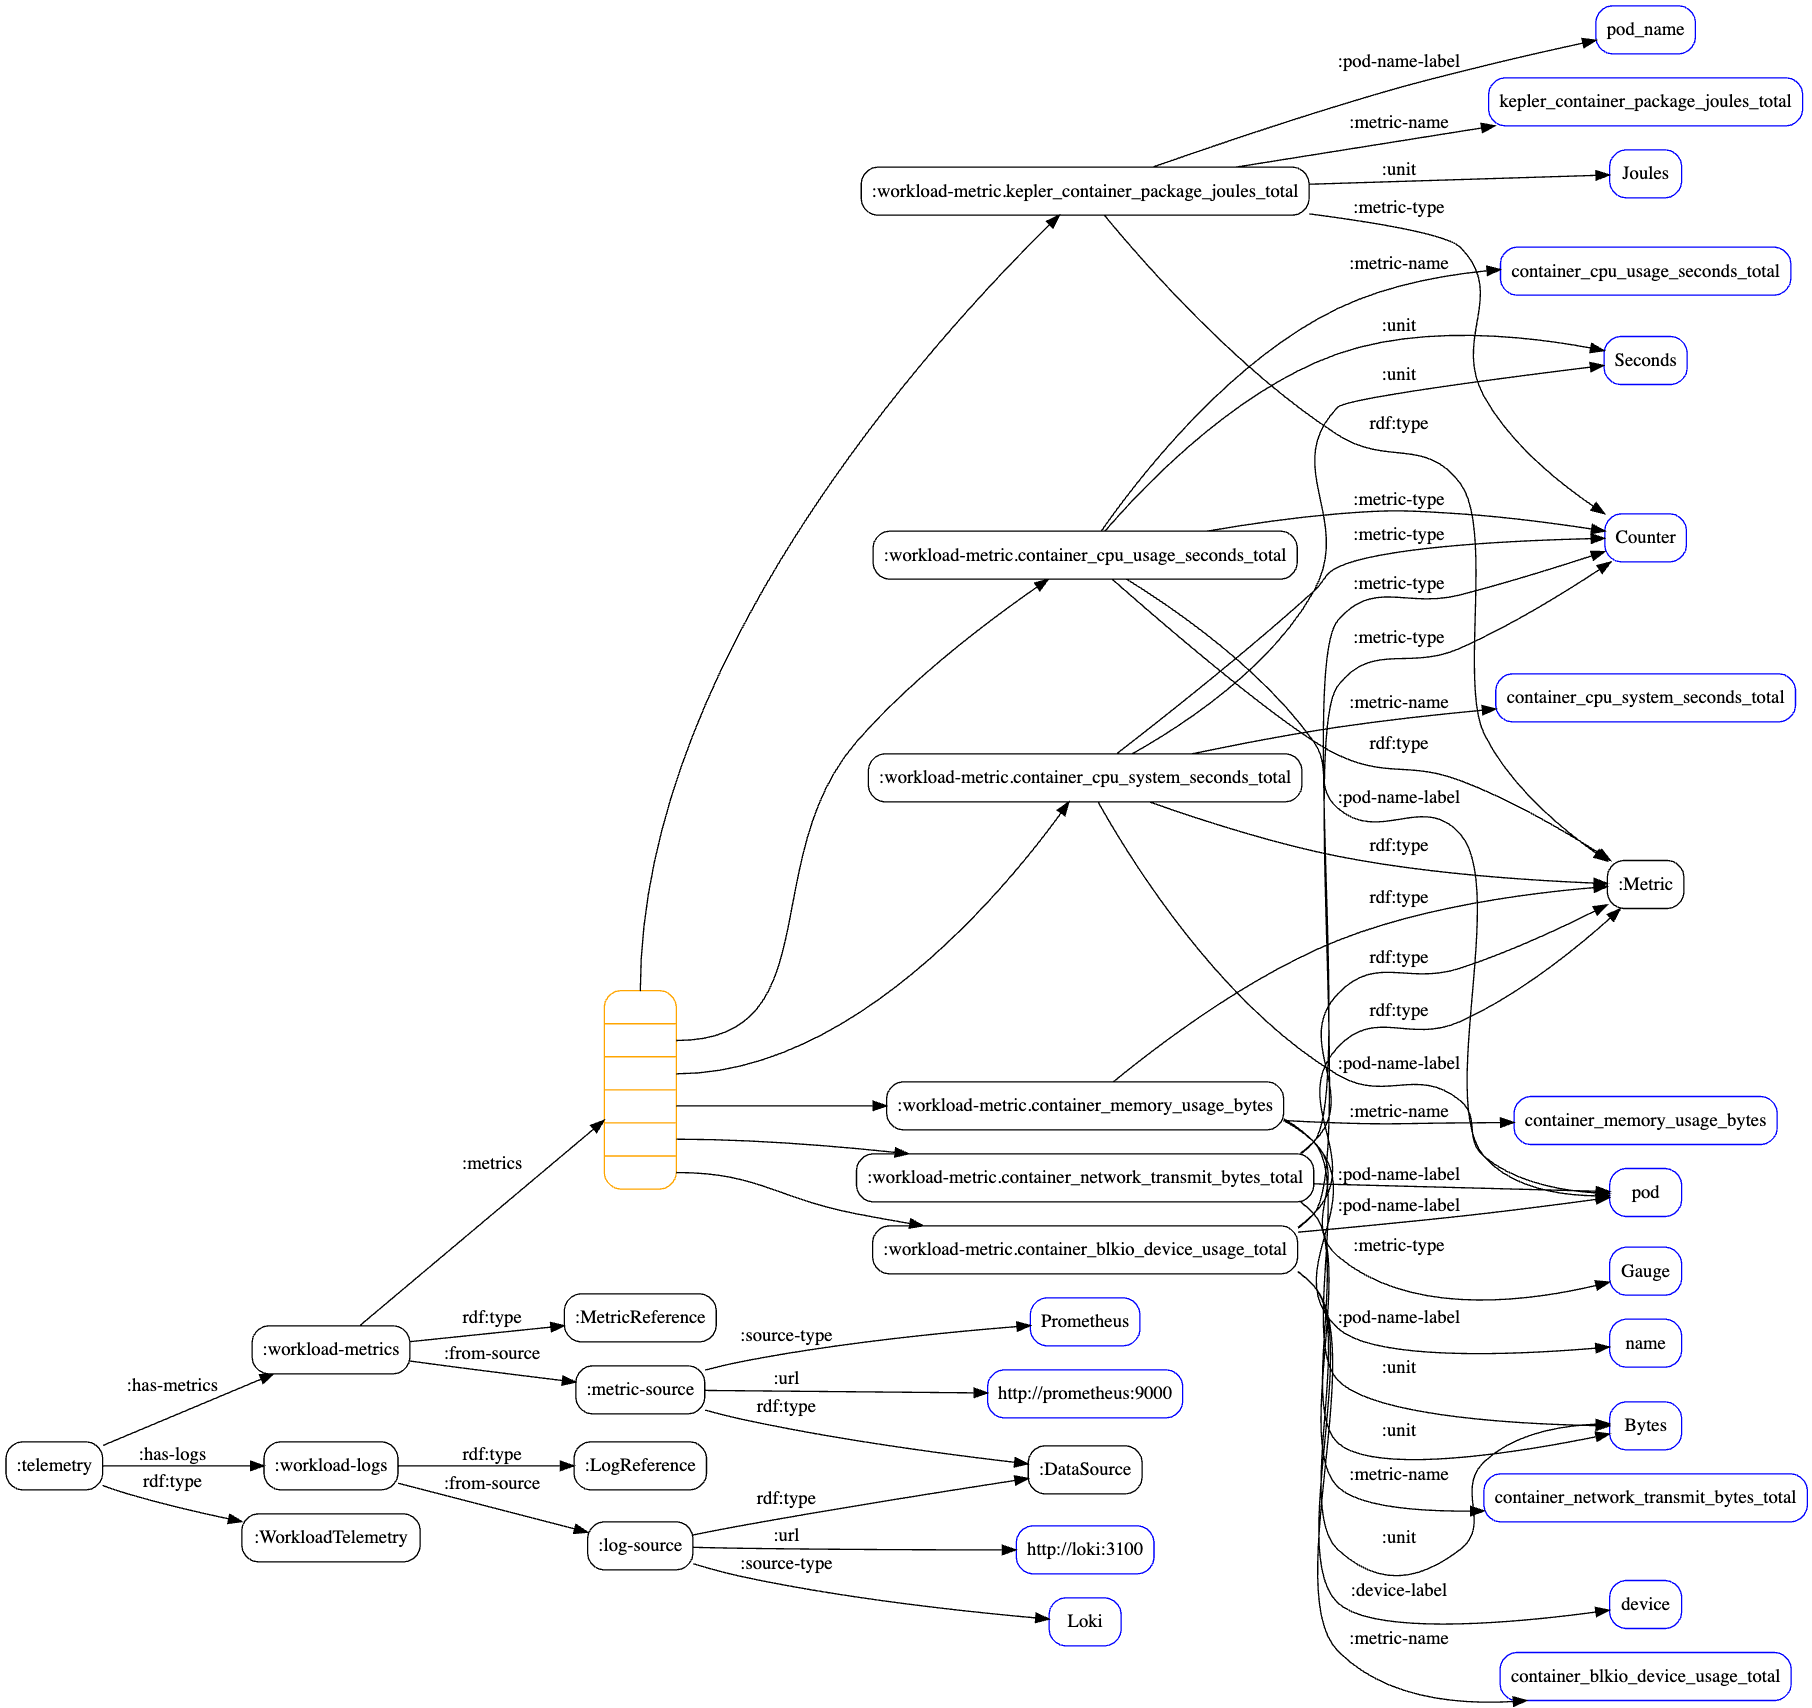 pod_name
:pod-name-label
kepler_container_package_joules_total
:metric-name
:unit
Joules
:workload-metric.kepler_container_package_joules_total
:metric-type
:metric-name
container_cpu_usage_seconds_total
:unit
Seconds
:unit
rdf:type
:metric-type
:metric-type
Counter
:workload-metric.container_cpu_usage_seconds_total
:metric-type
:metric-type
container_cpu_system_seconds_total
:metric-name
rdf:type
:workload-metric.container_cpu_system_seconds_total
:pod-name-label
rdf:type
:Metric
rdf:type
rdf:type
rdf:type
:pod-name-label
:workload-metric.container_memory_usage_bytes
:metric-name
container_memory_usage_bytes
:metrics
:workload-metric.container_network_transmit_bytes_total
:pod-name-label
pod
:pod-name-label
:workload-metric.container_blkio_device_usage_total
:metric-type
Gauge
:MetricReference
rdf:type
:pod-name-label
Prometheus
:source-type
name
:workload-metrics
:from-source
:unit
:has-metrics
:metric-source
:url
http://prometheus:9000
rdf:type
:unit
Bytes
:has-logs
rdf:type
:telemetry
:workload-logs
:LogReference
:DataSource
:metric-name
rdf:type
:from-source
rdf:type
container_network_transmit_bytes_total
:WorkloadTelemetry
:log-source
:url
http://loki:3100
:unit
:source-type
:device-label
device
Loki
:metric-name
container_blkio_device_usage_total